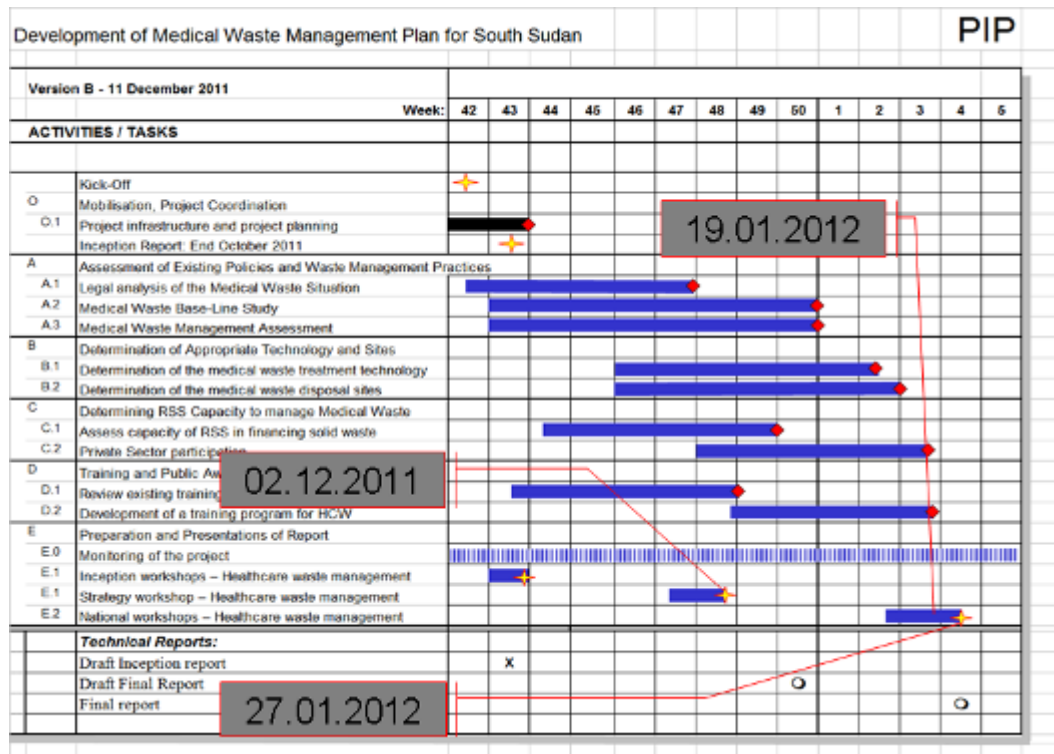 Development of Medical Waste Management Plan for South Sudan
PIP
Version B - 11 December 2011
Week: 42 43 44 45 46 47 48 49 50 1 2 3 4 5
ACTIVITIES / TASKS
Kick-Off
O Mobilisation, Project Coordination
O.1 Project infrastructure and project planning
19.01.2012
Inception Report: End October 2011
A Assessment of Existing Policies and Waste Management Practices
A.1 Legal analysis of the Medical Waste Situation
A.2 Medical Waste Base-Line Study
A.3 Medical Waste Management Assessment
B Determination of Appropriate Technology and Sites
B.1 Determination of the medical waste treatment technology
B.2 Determination of the medical waste disposal sites
C Determining RSS Capacity to manage Medical Waste
C.1 Assess capacity of RSS in financing solid waste
C.2 Private Sector
D Training and Public
02.12.2011
D.1 Review existing training
D.2 Development of a training program for HCW
E Preparation and Presentations of Report
E.0 Monitoring of the project
E.1 Inception workshops – Healthcare waste management
E.1 Strategy workshop – Healthcare waste management
E.2 National workshops – Healthcare waste management
Technical Reports:
Draft Inception report X
Draft Final Report
Final report
27.01.2012